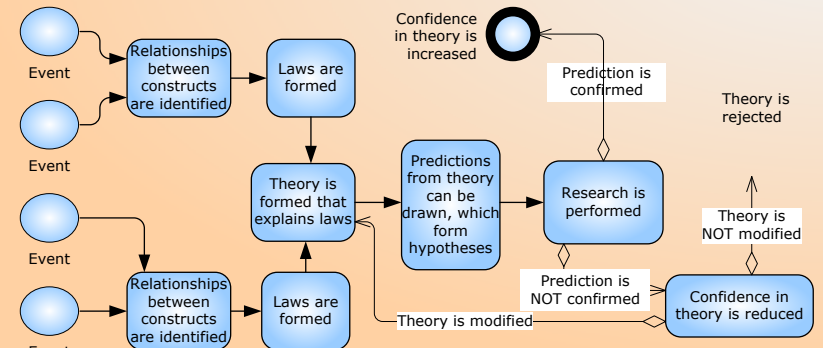 Confidence
in theory is
increased
Relationships
between
constructs
are identified
Laws are
formed
Event
Prediction is
confirmed
Theory is
rejected
Event
Theory is
formed that
explains laws
Predictions
from theory
can be
drawn, which
form
hypotheses
Research is
performed
Theory is
NOT modified
Event
Relationships
between
constructs
are identified
Laws are
formed
Prediction is
NOT confirmed
Confidence in
theory is reduced
Theory is modified